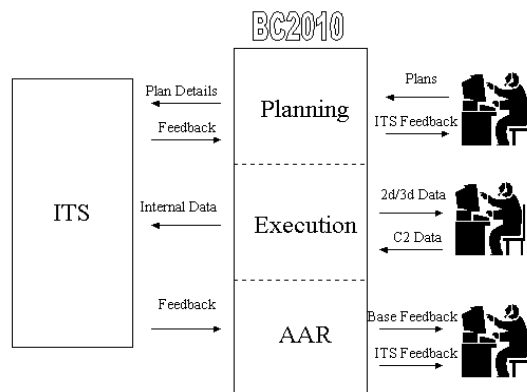 BC2010
Plan Details
Feedback
Planning
Plans
ITS Feedback
ITS
Internal Data
Execution
2d/3d Data
C2 Data
Feedback
AAR
Base Feedback
ITS Feedback